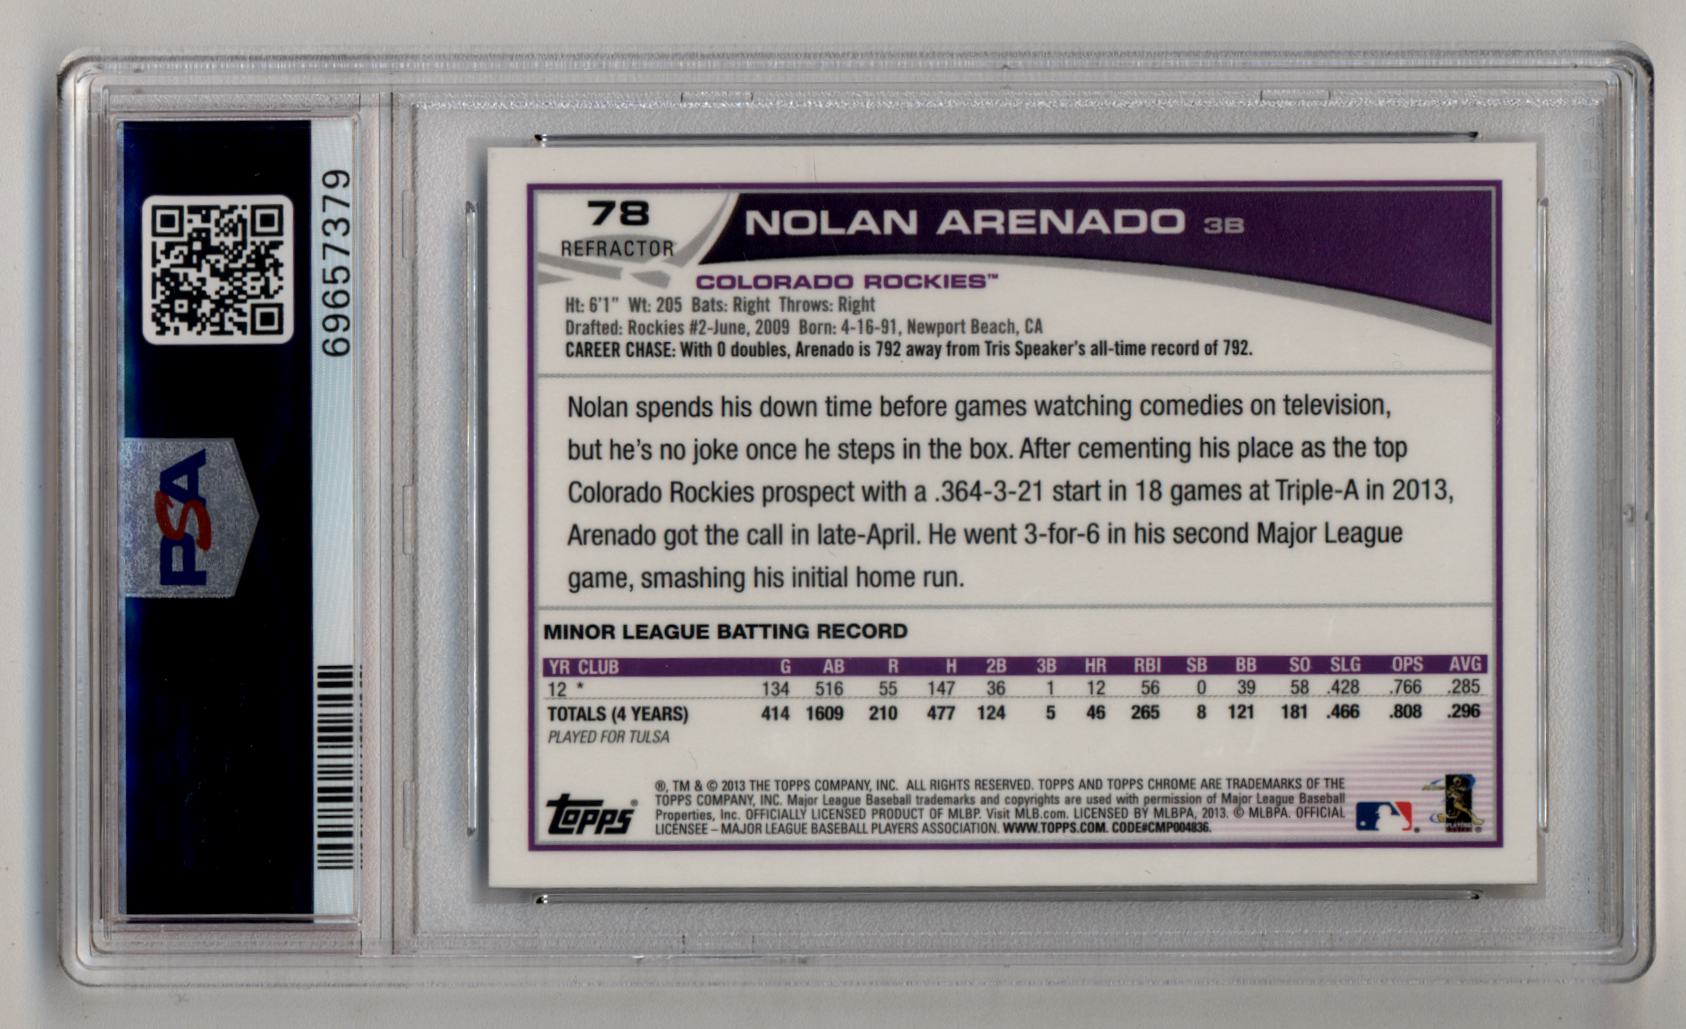 69657379
PSA
78
REFRACTOR
NOLAN ARENADO 3B
COLORADO ROCKIES™
Ht: 6'1" Wt: 205 Bats: Right Throws: Right
Drafted: Rockies #2-June, 2009 Born: 4-16-91, Newport Beach, CA
CAREER CHASE: With 0 doubles, Arenado is 792 away from Tris Speaker's all-time record of 792.
Nolan spends his down time before games watching comedies on television,
but he's no joke once he steps in the box. After cementing his place as the top
Colorado Rockies prospect with a .364-3-21 start in 18 games at Triple-A in 2013,
Arenado got the call in late-April. He went 3-for-6 in his second Major League
game, smashing his initial home run.
MINOR LEAGUE BATTING RECORD
YR CLUB G AB R H 2B 3B HR RBI SB BB SO SLG OPS AVG
12 * 134 516 55 147 36 1 12 56 0 39 58 .428 .766 .285
TOTALS (4 YEARS) 414 1609 210 477 124 5 46 265 8 121 181 .466 .808 .296
PLAYED FOR TULSA
topps®
®, TM & © 2013 THE TOPPS COMPANY, INC. ALL RIGHTS RESERVED. TOPPS AND TOPPS CHROME ARE TRADEMARKS OF THE
TOPPS COMPANY, INC. Major League Baseball trademarks and copyrights are used with permission of Major League Baseball
Properties, Inc. OFFICIALLY LICENSED PRODUCT OF MLBP. Visit MLB.com. LICENSED BY MLBPA, 2013. © MLBPA. OFFICIAL
LICENSEE – MAJOR LEAGUE BASEBALL PLAYERS ASSOCIATION. WWW.TOPPS.COM. CODE#CMP004836.